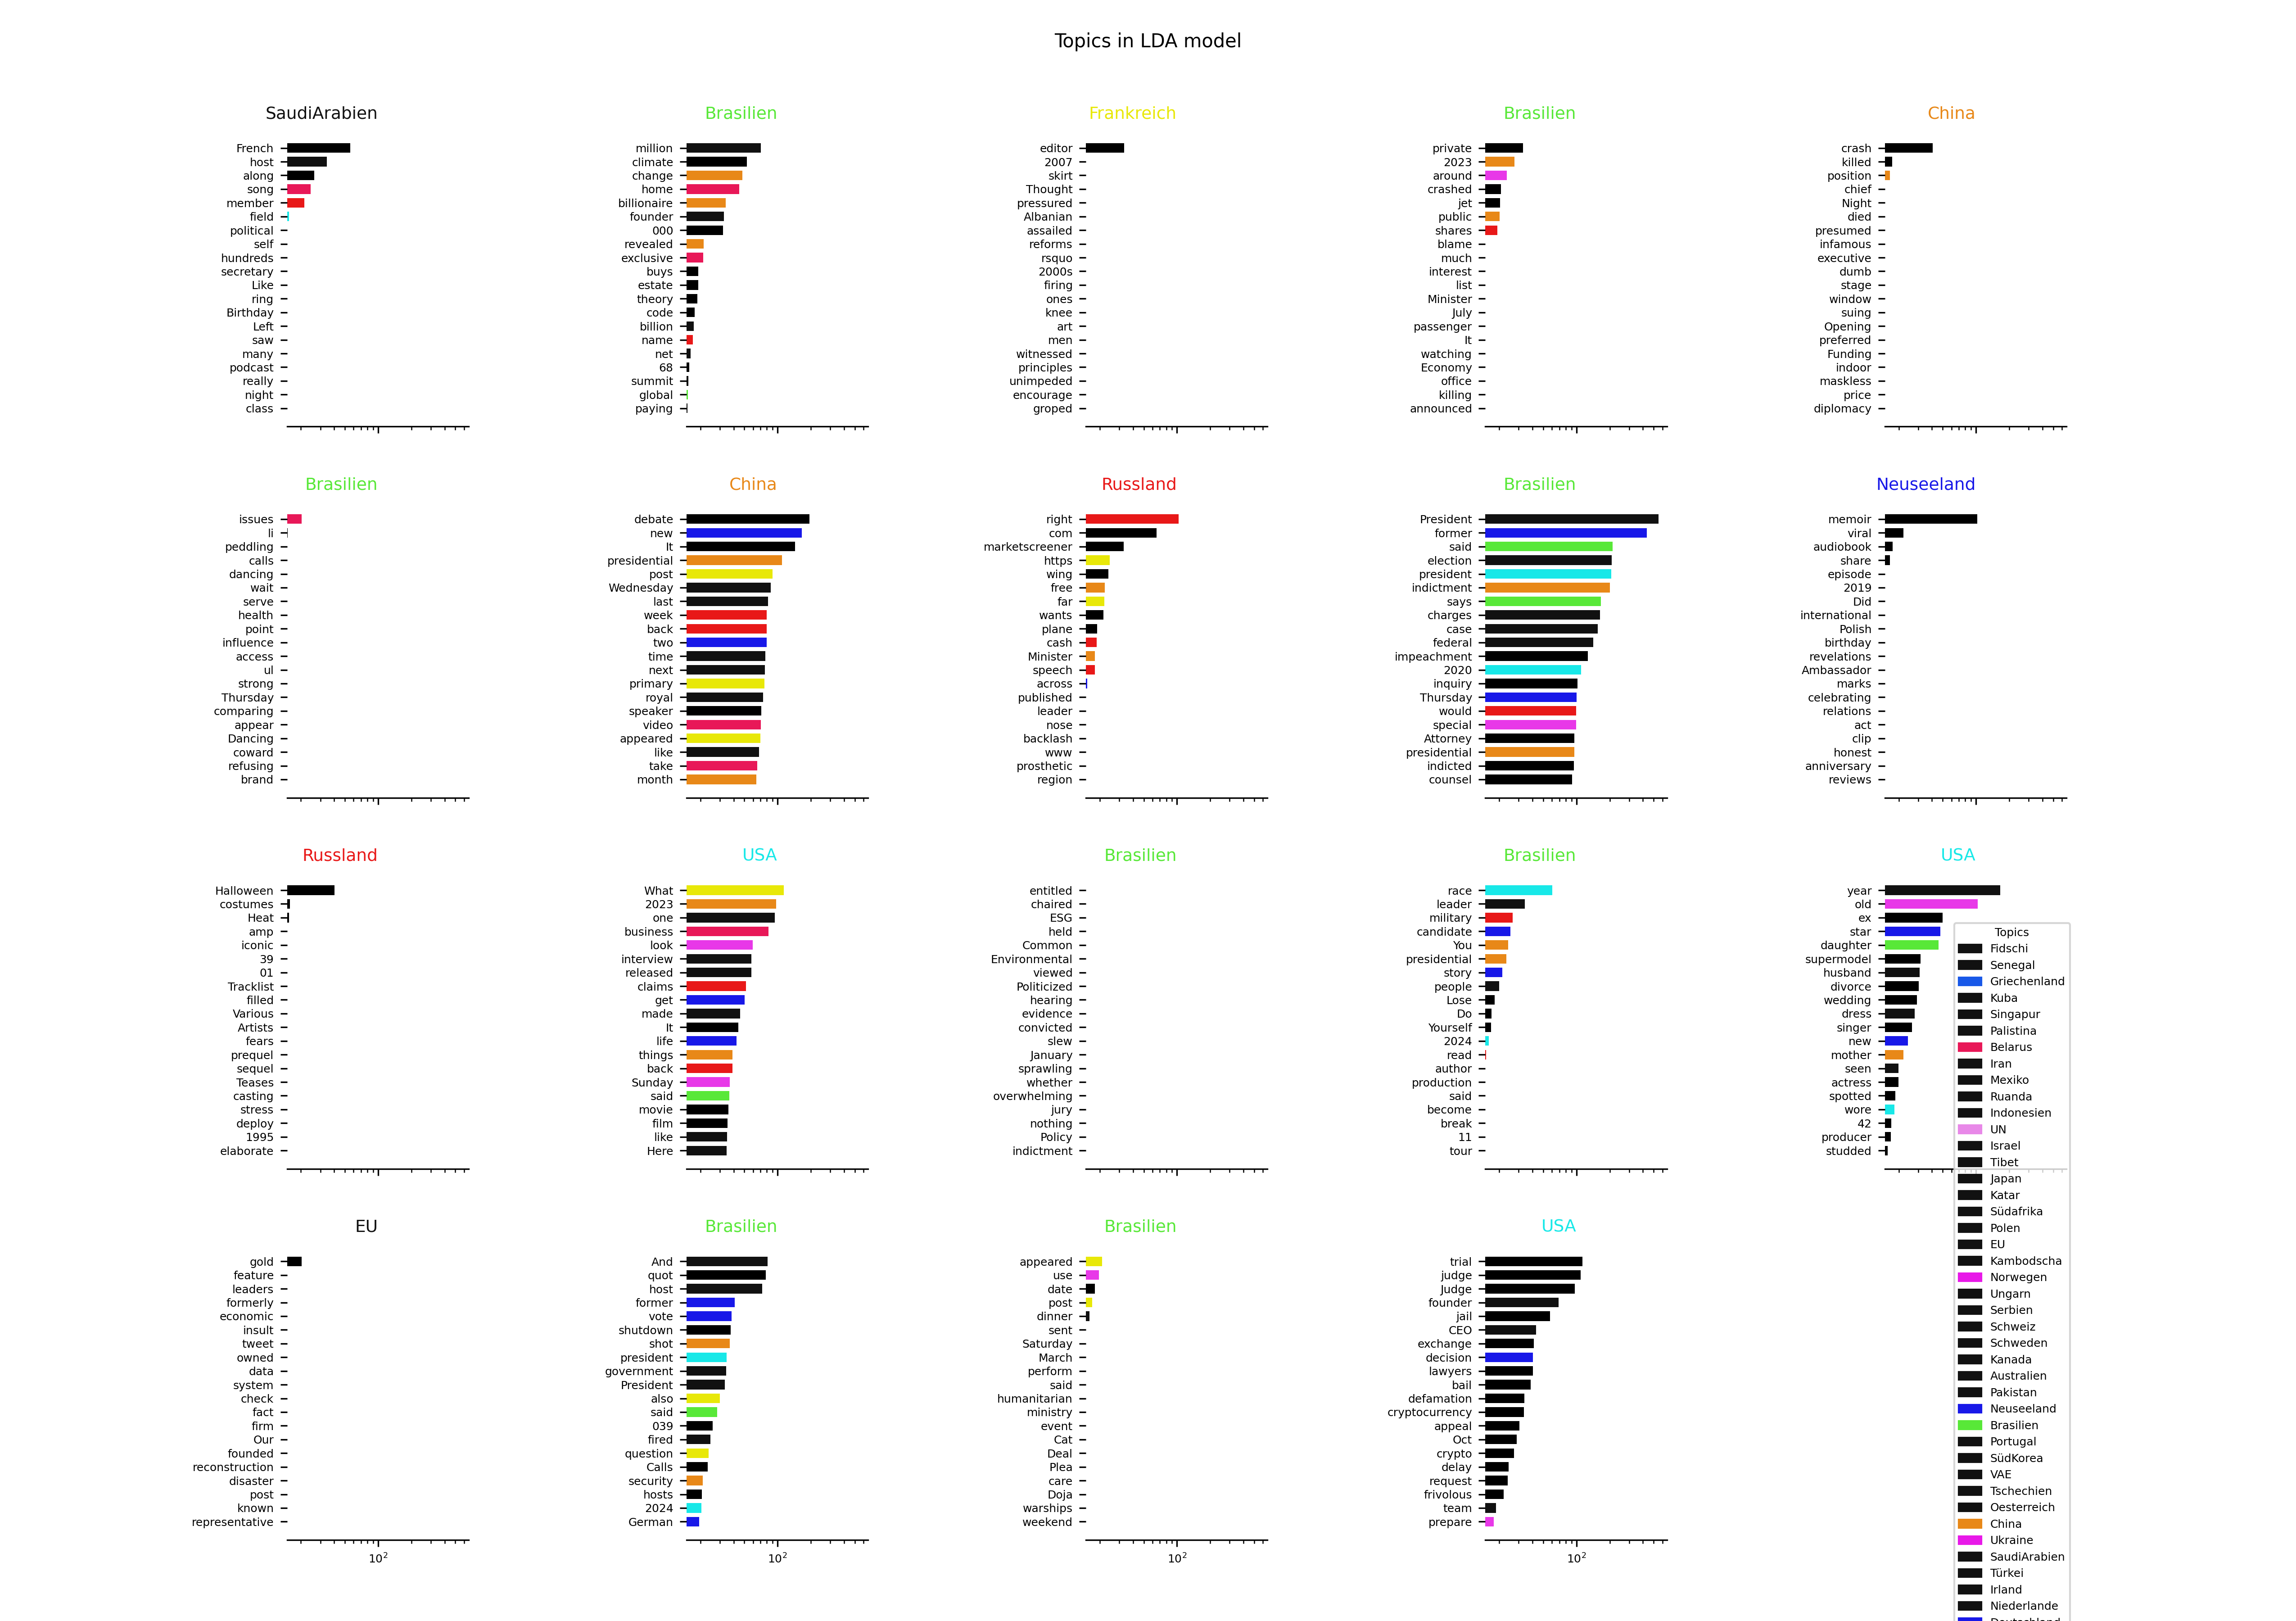 Topics in LDA model
SaudiArabien
French
host
along
song
member
field
political
self
hundreds
secretary
Like
ring
Birthday
Left
saw
many
podcast
really
night
class
Brasilien
million
climate
change
home
billionaire
founder
000
revealed
exclusive
buys
estate
theory
code
billion
name
net
68
summit
global
paying
Frankreich
editor
2007
skirt
Thought
pressured
Albanian
assailed
reforms
rsquo
2000s
firing
ones
knee
art
men
witnessed
principles
unimpeded
encourage
groped
Brasilien
private
2023
around
crashed
jet
public
shares
blame
much
interest
list
Minister
July
passenger
It
watching
Economy
office
killing
announced
China
crash
killed
position
chief
Night
died
presumed
infamous
executive
dumb
stage
window
suing
Opening
preferred
Funding
indoor
maskless
price
diplomacy
Brasilien
issues
li
peddling
calls
dancing
wait
serve
health
point
influence
access
ul
strong
Thursday
comparing
appear
Dancing
coward
refusing
brand
China
debate
new
It
presidential
post
Wednesday
last
week
back
two
time
next
primary
royal
speaker
video
appeared
like
take
month
Russland
right
com
marketscreener
https
wing
free
far
wants
plane
cash
Minister
speech
across
published
leader
nose
backlash
www
prosthetic
region
Brasilien
President
former
said
election
president
indictment
says
charges
case
federal
impeachment
2020
inquiry
Thursday
would
special
Attorney
presidential
indicted
counsel
Neuseeland
memoir
viral
audiobook
share
episode
2019
Did
international
Polish
birthday
revelations
Ambassador
marks
celebrating
relations
act
clip
honest
anniversary
reviews
Russland
Halloween
costumes
Heat
amp
iconic
39
01
Tracklist
filled
Various
Artists
fears
prequel
sequel
Teases
casting
stress
deploy
1995
elaborate
USA
What
2023
one
business
look
interview
released
claims
get
made
It
life
things
back
Sunday
said
movie
film
like
Here
Brasilien
entitled
chaired
ESG
held
Common
Environmental
viewed
Politicized
hearing
evidence
convicted
slew
January
sprawling
whether
overwhelming
jury
nothing
Policy
indictment
Brasilien
race
leader
military
candidate
You
presidential
story
people
Lose
Do
Yourself
2024
read
author
production
said
become
break
11
tour
USA
year
old
ex
star
daughter
supermodel
husband
divorce
wedding
dress
singer
new
mother
seen
actress
spotted
wore
42
producer
studded
EU
gold
feature
leaders
formerly
economic
insult
tweet
owned
data
system
check
fact
firm
Our
founded
reconstruction
disaster
post
known
representative
10²
Brasilien
And
quot
host
former
vote
shutdown
shot
president
government
President
also
said
039
fired
question
Calls
security
hosts
2024
German
10²
Brasilien
appeared
use
date
post
dinner
sent
Saturday
March
perform
said
humanitarian
ministry
event
Cat
Deal
Plea
care
Doja
warships
weekend
10²
USA
trial
judge
Judge
founder
jail
CEO
exchange
decision
lawyers
bail
defamation
cryptocurrency
appeal
Oct
crypto
delay
request
frivolous
team
prepare
10²
Topics
Fidschi
Senegal
Griechenland
Kuba
Singapur
Palistina
Belarus
Iran
Mexiko
Ruanda
Indonesien
UN
Israel
Tibet
Japan
Katar
Südafrika
Polen
EU
Kambodscha
Norwegen
Ungarn
Serbien
Schweiz
Schweden
Kanada
Australien
Pakistan
Neuseeland
Brasilien
Portugal
SüdKorea
VAE
Tschechien
Oesterreich
China
Ukraine
SaudiArabien
Türkei
Irland
Niederlande